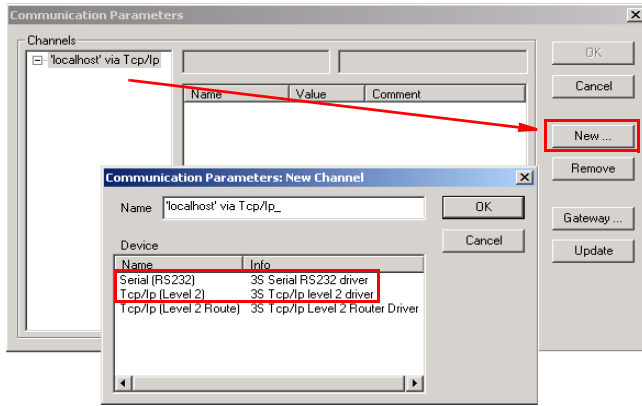 Communication Parameters
Channels
'localhost' via Tcp/Ip
Name Value Comment
OK
Cancel
New ...
Remove
Gateway ...
Update
Communication Parameters: New Channel
Name 'localhost' via Tcp/Ip_
OK
Cancel
Device
Name Info
Serial (RS232) 3S Serial RS232 driver
Tcp/Ip (Level 2) 3S Tcp/Ip level 2 driver
Tcp/Ip (Level 2 Route) 3S Tcp/Ip Level 2 Router Driver